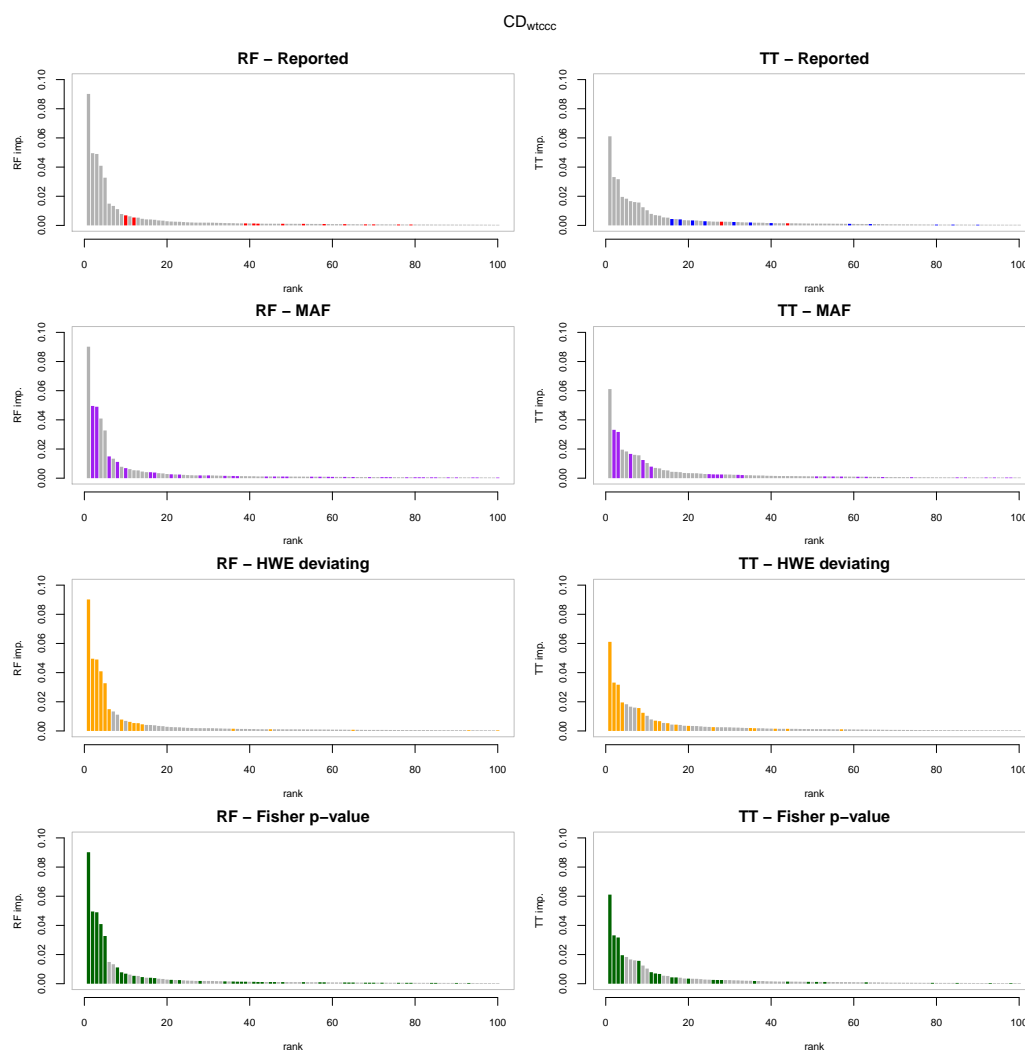 CDwtccc
RF − Reported
RF imp.
0.00 0.02 0.04 0.06 0.08 0.10
0 20 40 60 80 100
rank
TT − Reported
TT imp.
0.00 0.02 0.04 0.06 0.08 0.10
0 20 40 60 80 100
rank
RF − MAF
RF imp.
0.00 0.02 0.04 0.06 0.08 0.10
0 20 40 60 80 100
rank
TT − MAF
TT imp.
0.00 0.02 0.04 0.06 0.08 0.10
0 20 40 60 80 100
rank
RF − HWE deviating
RF imp.
0.00 0.02 0.04 0.06 0.08 0.10
0 20 40 60 80 100
rank
TT − HWE deviating
TT imp.
0.00 0.02 0.04 0.06 0.08 0.10
0 20 40 60 80 100
rank
RF − Fisher p−value
RF imp.
0.00 0.02 0.04 0.06 0.08 0.10
0 20 40 60 80 100
rank
TT − Fisher p−value
TT imp.
0.00 0.02 0.04 0.06 0.08 0.10
0 20 40 60 80 100
rank